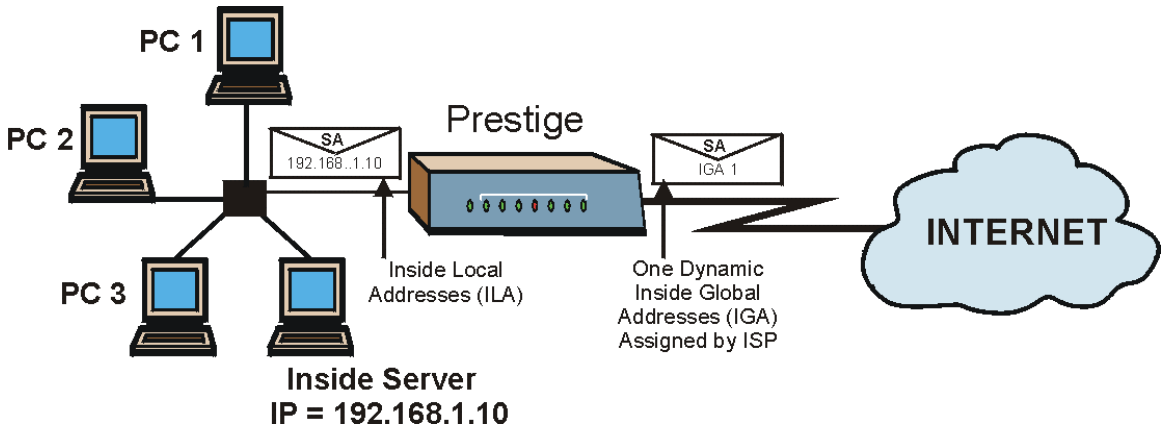 PC 1
PC 2
SA
192.168..1.10
Prestige
SA
IGA 1
INTERNET
PC 3
Inside Local
Addresses (ILA)
One Dynamic
Inside Global
Addresses (IGA)
Assigned by ISP
Inside Server
IP = 192.168.1.10